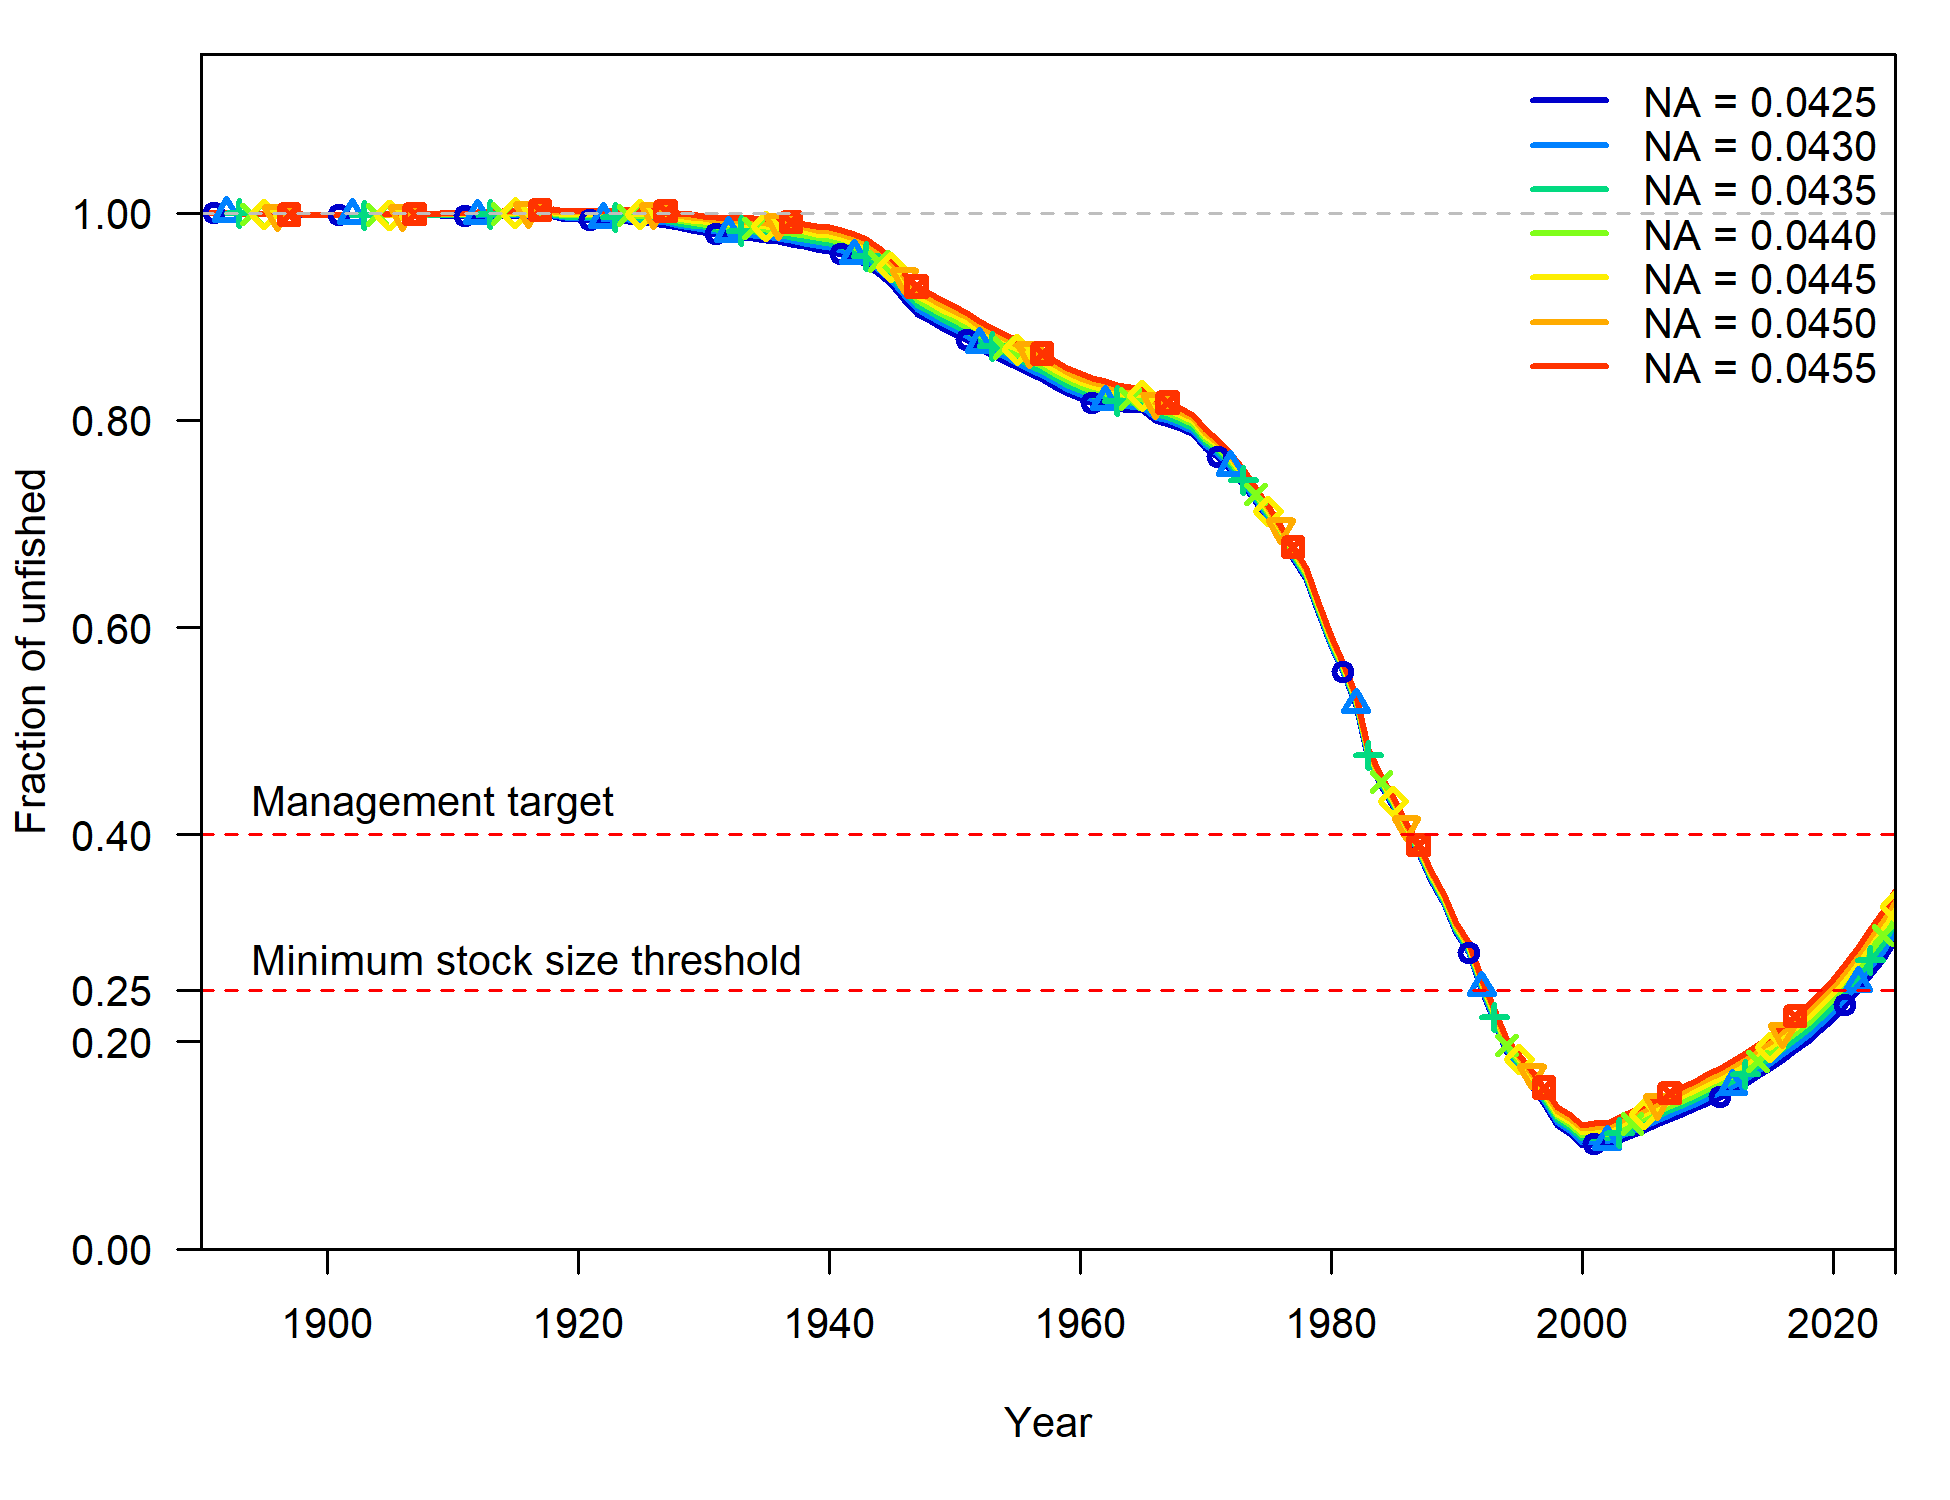 NA = 0.0425
NA = 0.0430
NA = 0.0435
NA = 0.0440
NA = 0.0445
NA = 0.0450
NA = 0.0455
Fraction of unfished
1.00
0.80
0.60
0.40
0.25
0.20
0.00
Management target
Minimum stock size threshold
1900
1920
1940
1960
1980
2000
2020
Year